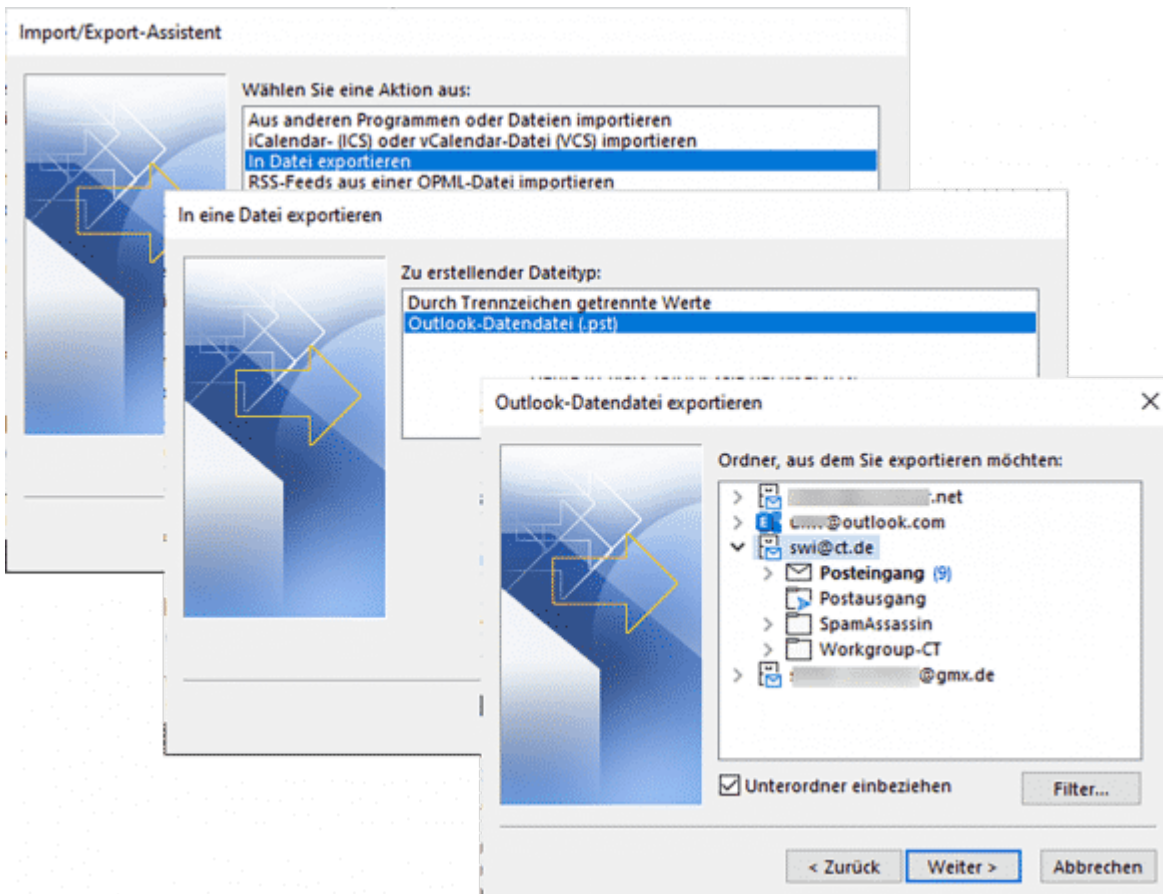 Import/Export-Assistent
Wählen Sie eine Aktion aus:
Aus anderen Programmen oder Dateien importieren
iCalendar- (ICS) oder vCalendar-Datei (VCS) importieren
In Datei exportieren
RSS-Feeds aus einer OPML-Datei importieren
In eine Datei exportieren
Zu erstellender Dateityp:
Durch Trennzeichen getrennte Werte
Outlook-Datendatei (.pst)
Outlook-Datendatei exportieren
Ordner, aus dem Sie exportieren möchten:
.net
@outlook.com
swi@ct.de
Posteingang (9)
Postausgang
SpamAssassin
Workgroup-CT
@gmx.de
Unterordner einbeziehen
Filter...
< Zurück
Weiter >
Abbrechen